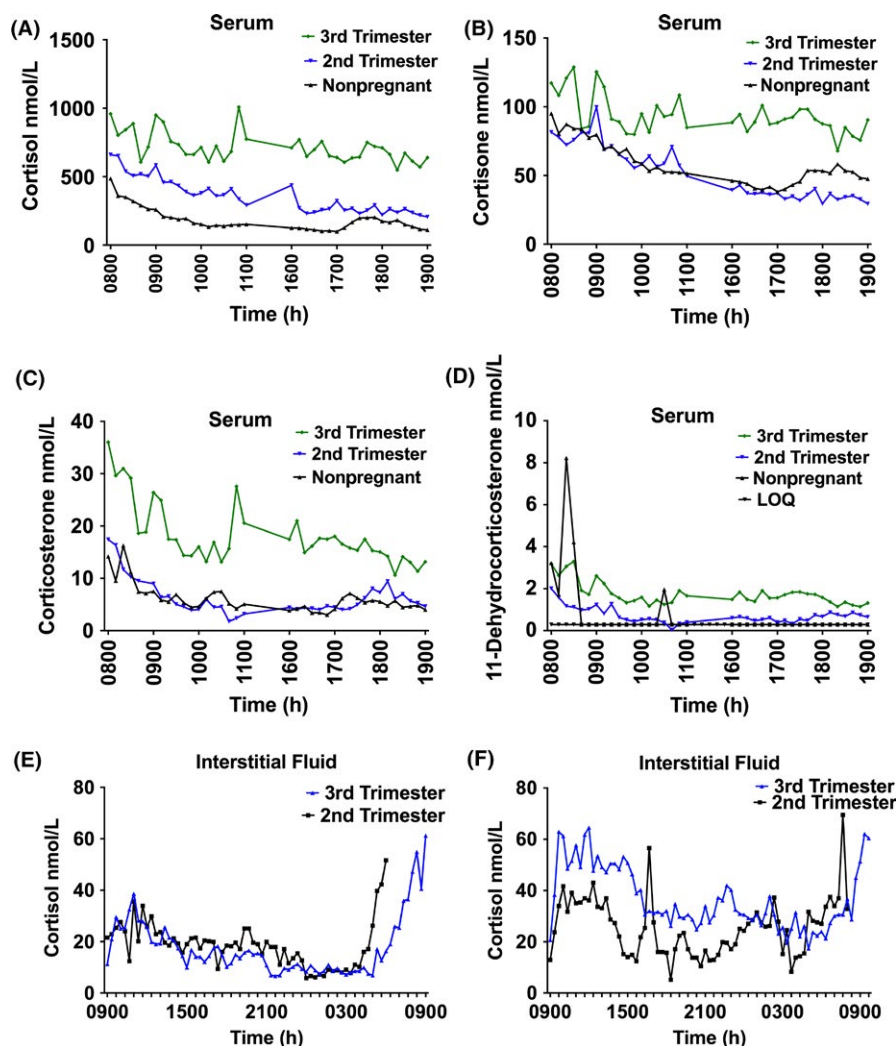 (A)
Serum
3rd Trimester
2nd Trimester
Nonpregnant
Cortisol nmol/L
1500
1000
500
0
0800
0900
1000
1100
1600
1700
1800
1900
Time (h)
(B)
Serum
3rd Trimester
2nd Trimester
Nonpregnant
Cortisone nmol/L
150
100
50
0
0800
0900
1000
1100
1600
1700
1800
1900
Time (h)
(C)
Serum
3rd Trimester
2nd Trimester
Nonpregnant
Corticosterone nmol/L
40
30
20
10
0
0800
0900
1000
1100
1600
1700
1800
1900
Time (h)
(D)
Serum
3rd Trimester
2nd Trimester
Nonpregnant
LOQ
11-Dehydrocorticosterone nmol/L
10
8
6
4
2
0
0800
0900
1000
1100
1600
1700
1800
1900
Time (h)
(E)
Interstitial Fluid
3rd Trimester
2nd Trimester
Cortisol nmol/L
80
60
40
20
0
0900
1500
2100
0300
0900
Time (h)
(F)
Interstitial Fluid
3rd Trimester
2nd Trimester
Cortisol nmol/L
80
60
40
20
0
0900
1500
2100
0300
0900
Time (h)